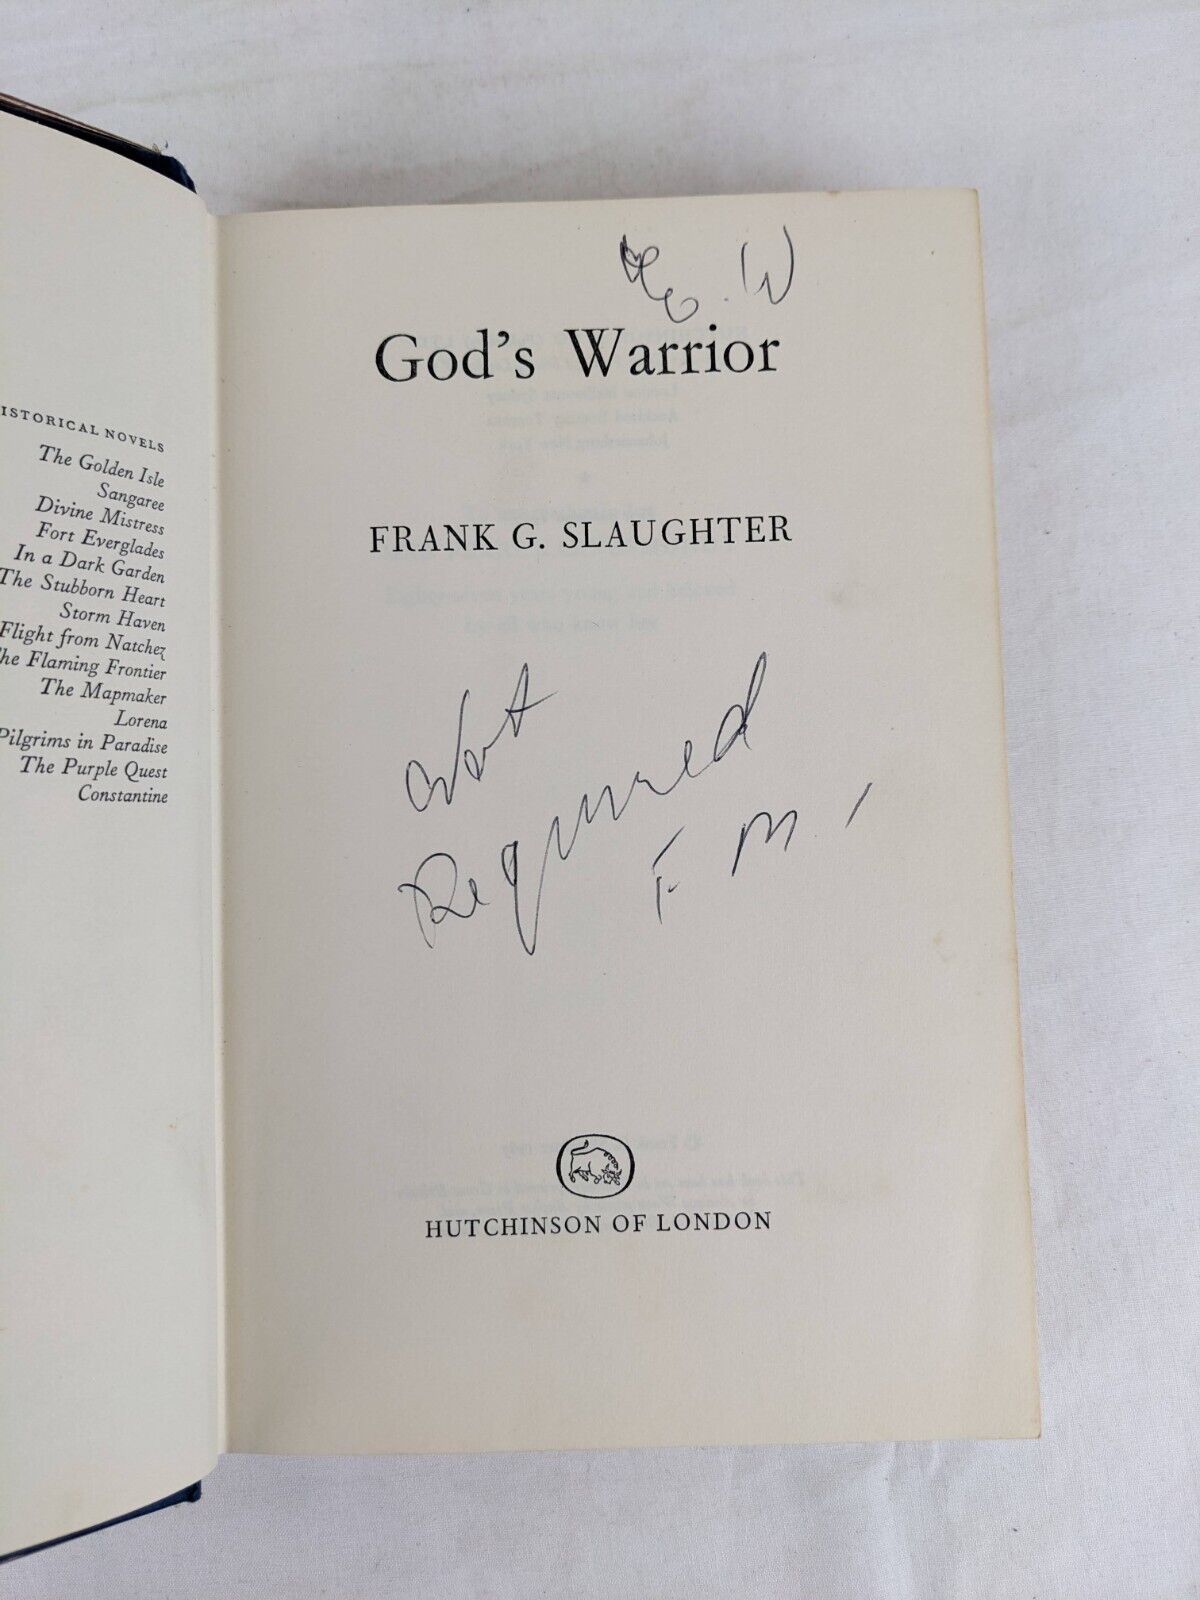 HISTORICAL NOVELS
The Golden Isle
Sangaree
Divine Mistress
Fort Everglades
In a Dark Garden
The Stubborn Heart
Storm Haven
Flight from Natchez
The Flaming Frontier
The Mapmaker
Lorena
Pilgrims in Paradise
The Purple Quest
Constantine
God's Warrior
FRANK G. SLAUGHTER
Not
Required
F. M.
HUTCHINSON OF LONDON